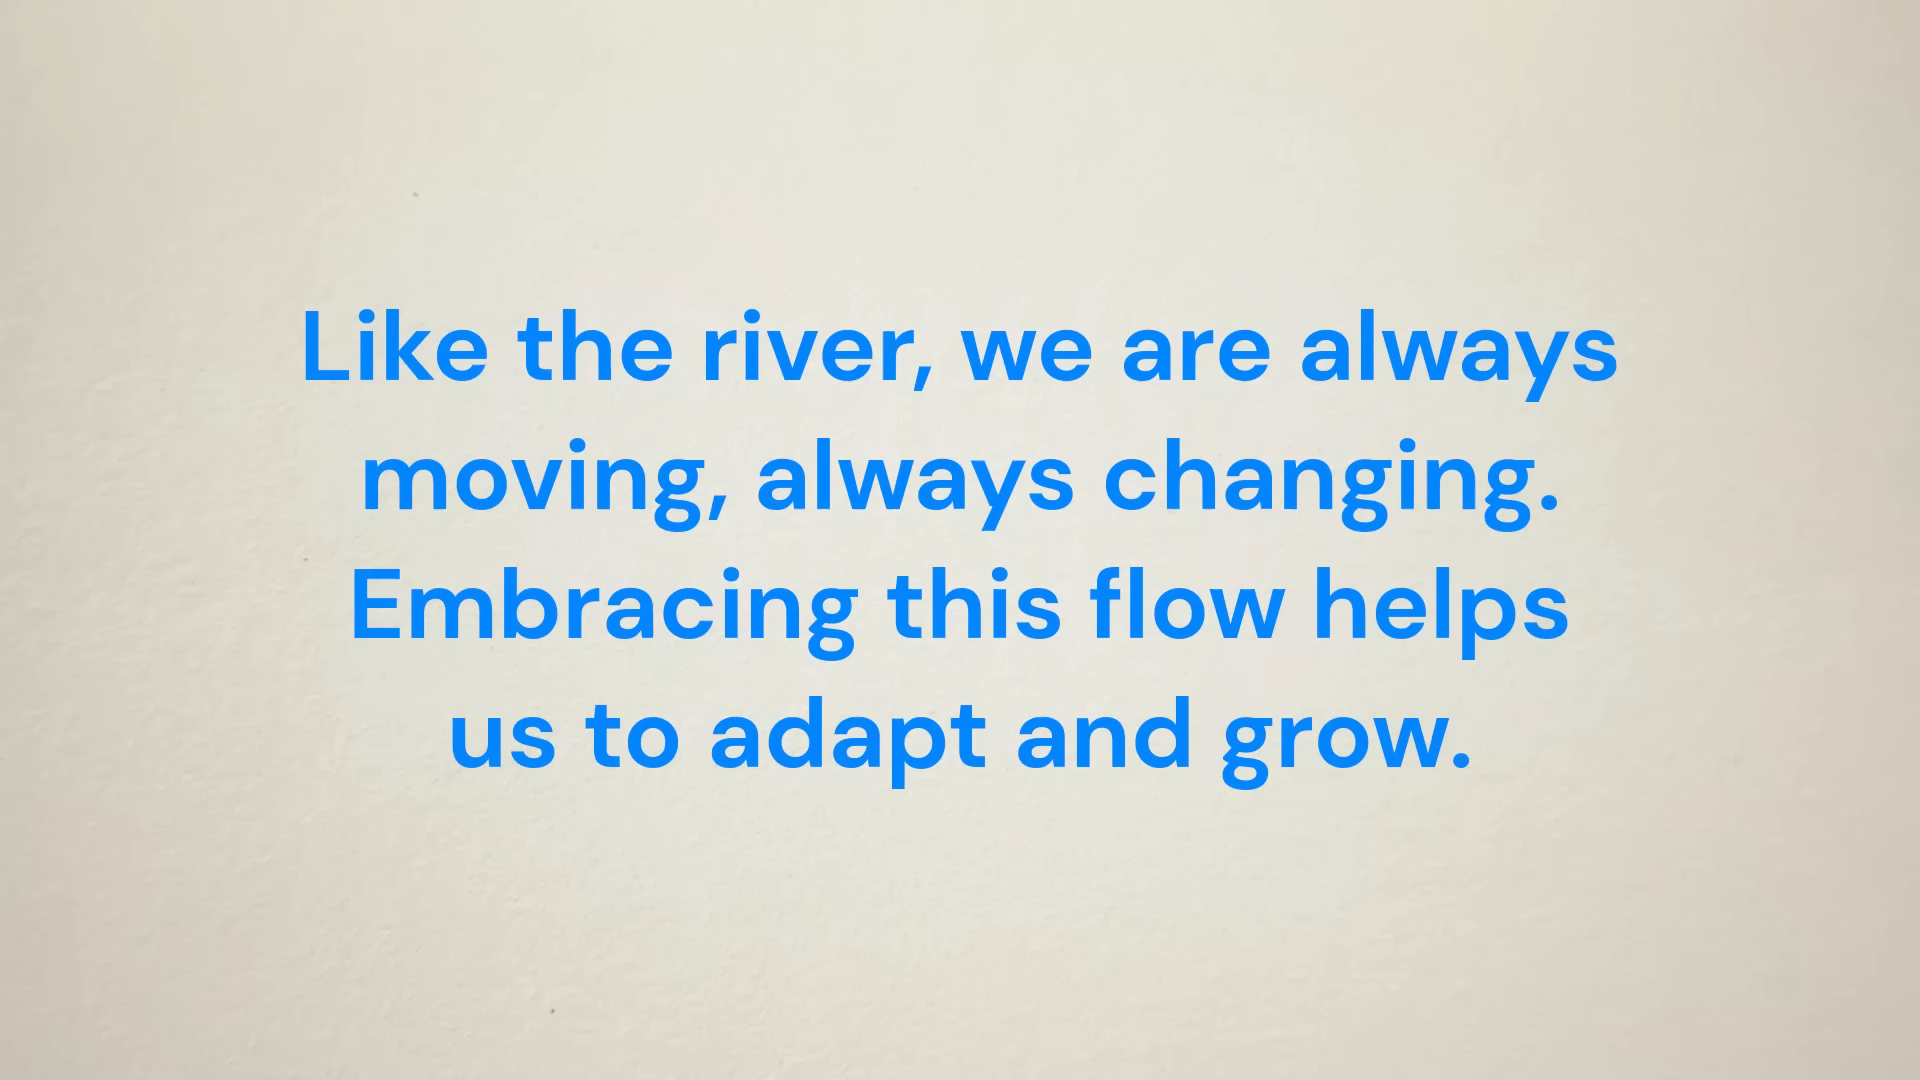 Like the river, we are always
moving, always changing.
Embracing this flow helps
us to adapt and grow.